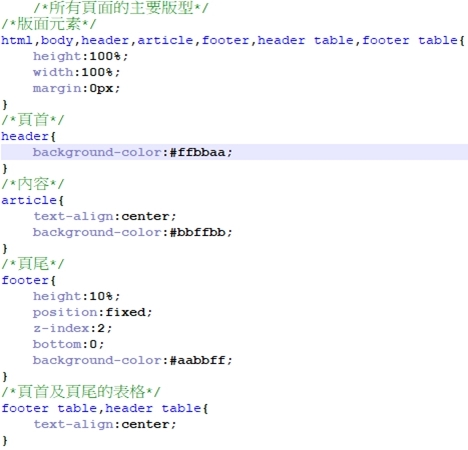 /*所有頁面的主要版型*/
/*版面元素*/
html,body,header,article,footer,header table,footer table{
height:100%;
width:100%;
margin:0px;
}
/*頁首*/
header{
background-color:#ffbbaa;
}
/*內容*/
article{
text-align:center;
background-color:#bbffbb;
}
/*頁尾*/
footer{
height:10%;
position:fixed;
z-index:2;
bottom:0;
background-color:#aabbff;
}
/*頁首及頁尾的表格*/
footer table,header table{
text-align:center;
}